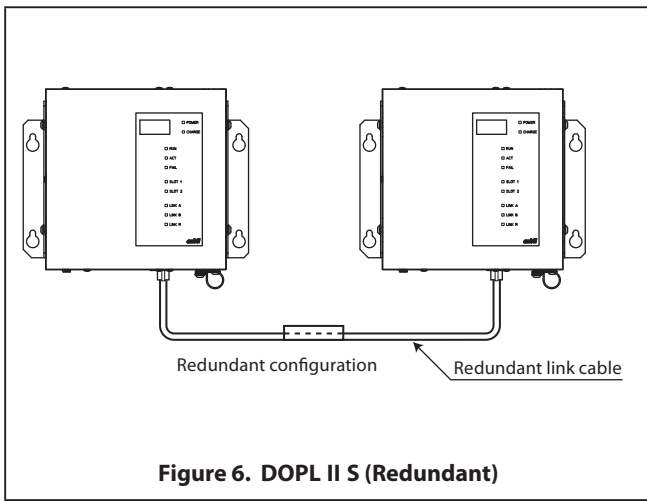 POWER
CHARGE
RUN
ACT
FAIL
SLOT 1
SLOT 2
LINK A
LINK B
LINK R
POWER
CHARGE
RUN
ACT
FAIL
SLOT 1
SLOT 2
LINK A
LINK B
LINK R
Redundant configuration
Redundant link cable
Figure 6. DOPL II S (Redundant)